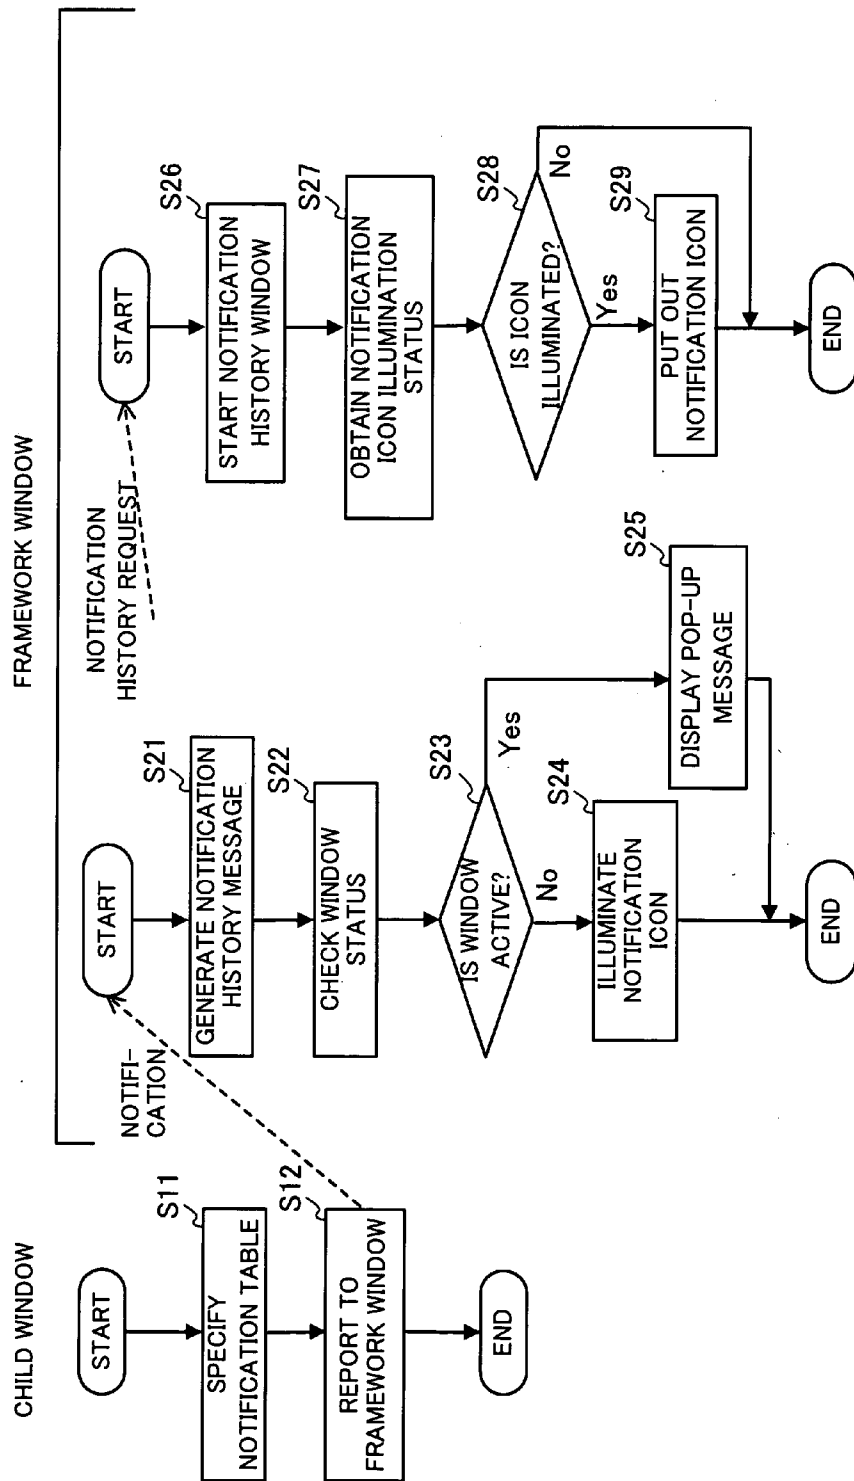 CHILD WINDOW
START
S11
SPECIFY
NOTIFICATION TABLE
S12
REPORT TO
FRAMEWORK WINDOW
END
FRAMEWORK WINDOW
NOTIFI-
CATION
START
S21
GENERATE NOTIFICATION
HISTORY MESSAGE
S22
CHECK WINDOW
STATUS
S23
IS WINDOW
ACTIVE?
Yes
No
S24
ILLUMINATE
NOTIFICATION
ICON
S25
DISPLAY POP-UP
MESSAGE
END
NOTIFICATION
HISTORY REQUEST
START
S26
START NOTIFICATION
HISTORY WINDOW
S27
OBTAIN NOTIFICATION
ICON ILLUMINATION
STATUS
S28
IS ICON
ILLUMINATED?
No
Yes
S29
PUT OUT
NOTIFICATION ICON
END